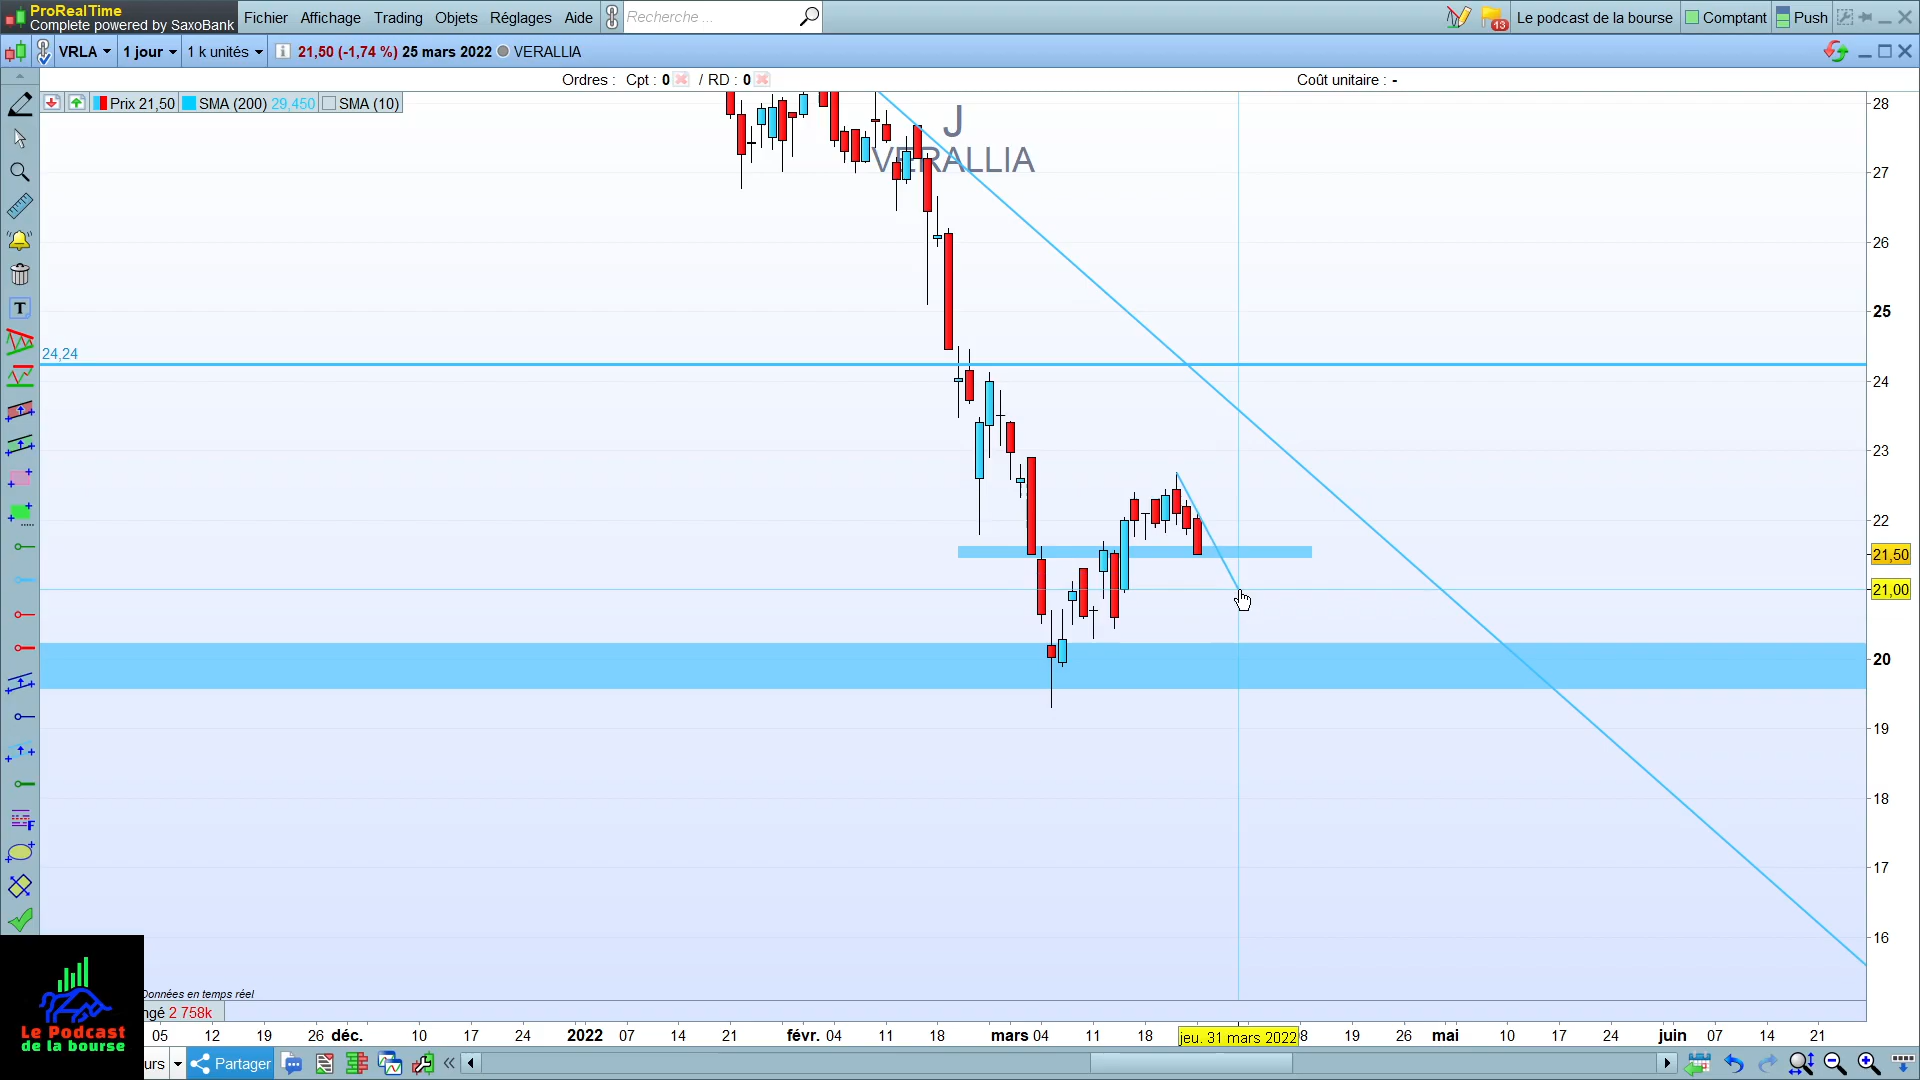 ProRealTime
Complete powered by SaxoBank
Fichier Affichage Trading Objets Réglages Aide
Recherche ...
13
Le podcast de la bourse
Comptant
Push
VRLA
1 jour
1 k unités
21,50 (-1,74 %) 25 mars 2022
VERALLIA
Ordres : Cpt : 0 / RD : 0
Coût unitaire : -
Prix 21,50
SMA (200) 29,450
SMA (10)
J
VERALLIA
24,24
28
27
26
25
24
23
22
21,50
21,00
20
19
18
17
16
T
F
Données en temps réel
ngé 2 758k
05 12 19 26 déc. 10 17 24 2022 07 14 21 févr. 04 11 18 mars 04 11 18 jeu. 31 mars 2022 8 19 26 mai 10 17 24 juin 07 14 21
Le Podcast
de la bourse
urs
Partager